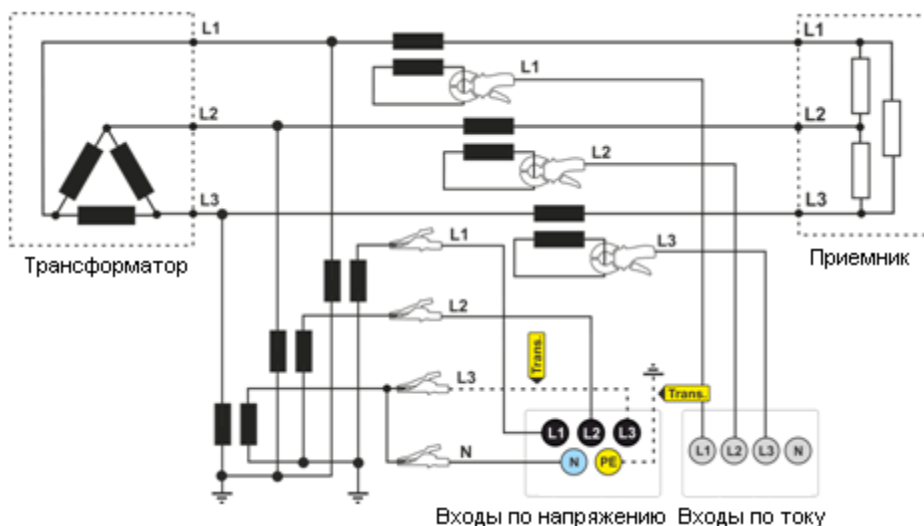 L1
L1
L1
L2
L2
L2
L3
L3
L3
Трансформатор
Приемник
L1
L2
L3
N
Trans.
Trans.
L1 L2 L3
N PE
L1 L2 L3 N
Входы по напряжению Входы по току